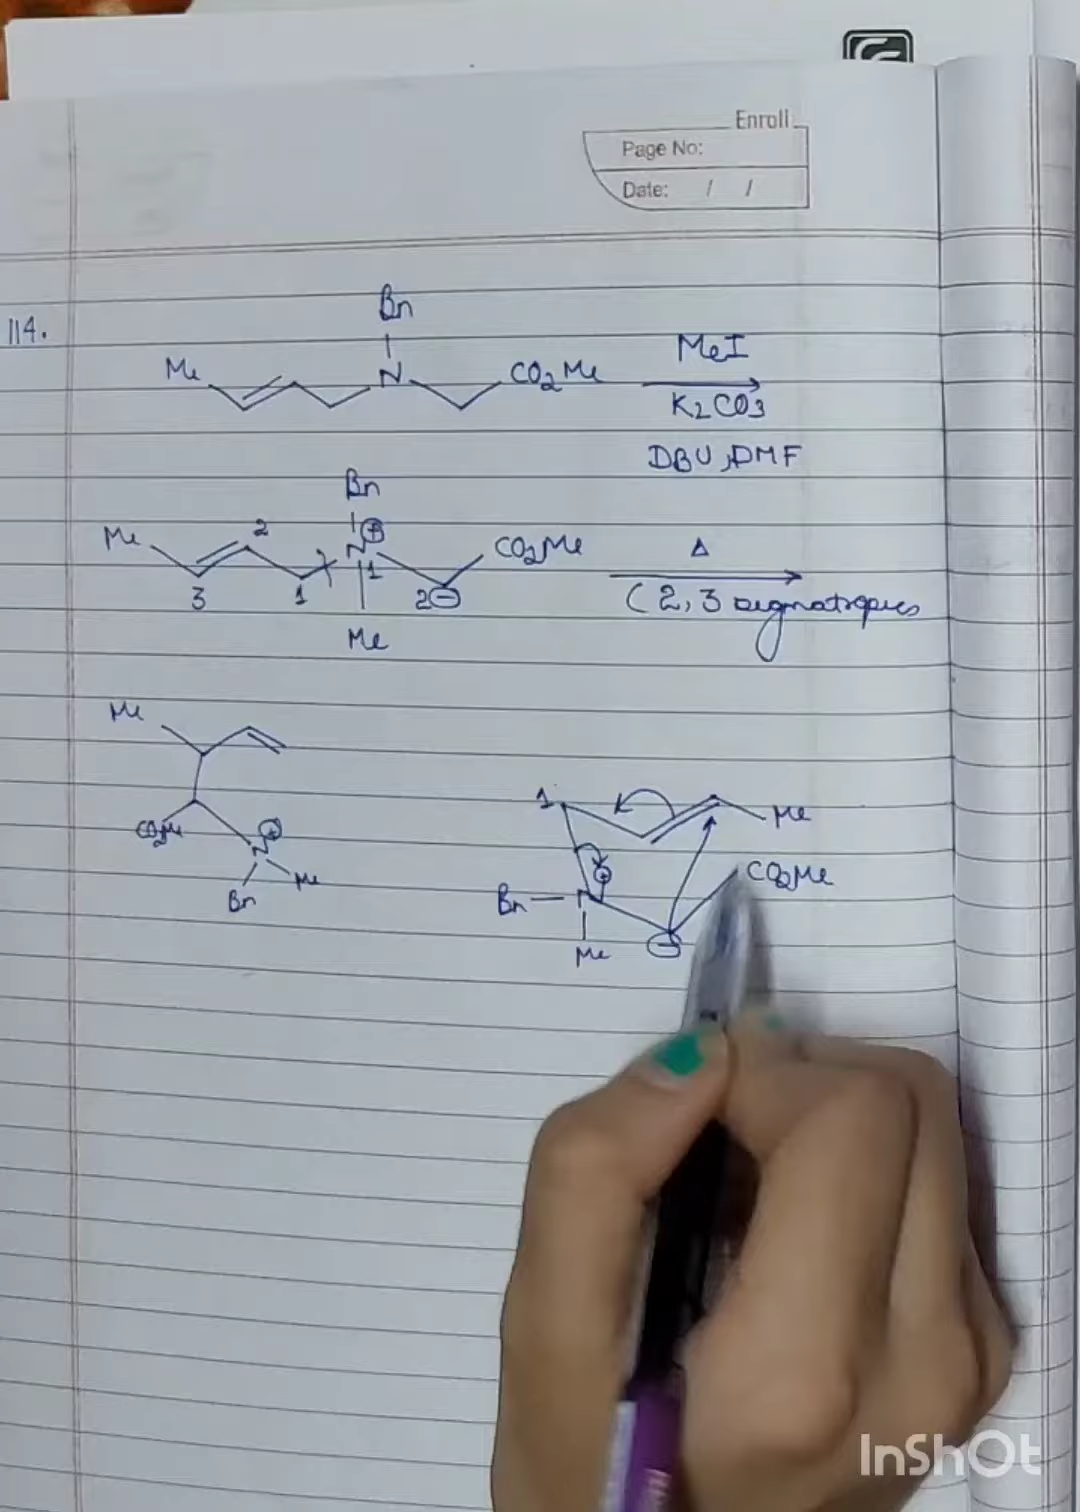 Enroll
Page No:
Date: / /
114.
Bn
Me N CO2Me MeI
K2CO3
DBU, DMF
Bn
Me 3 2 1 N⊕ 1 2⊖ CO2Me Δ
Me (2,3 sigmatropic
Me
CO2Me N⊕
Bn Me
1 Me
Bn N⊕ CO2Me
Me ⊖
InShOt